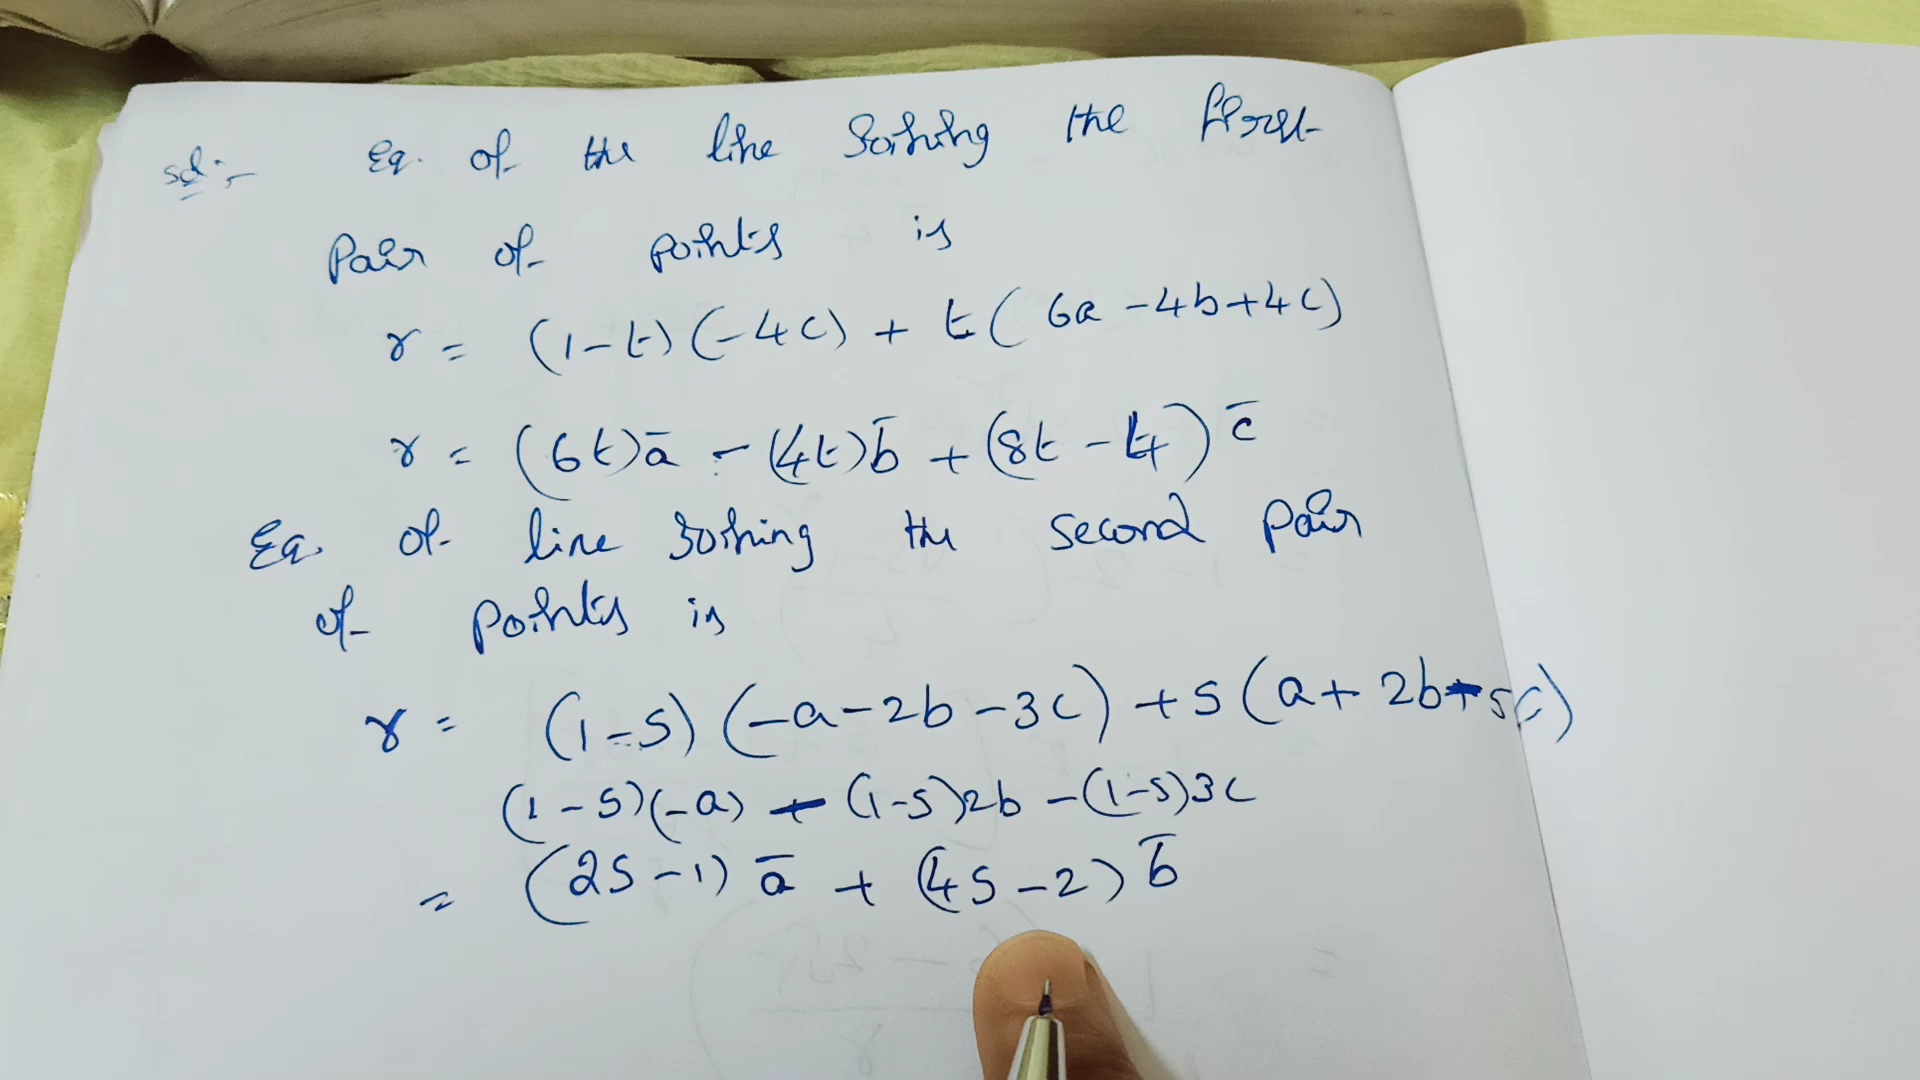 sol:- Eq. of the line Joining the first
Pair of points is
r = (1-t)(-4c) + t(6a-4b+4c)
r = (6t)a̅ - (4t)b̅ + (8t-4)c̅
Eq. of line Joining the second pair
of points is
r = (1-s)(-a-2b-3c)+s(a+2b-5c)
(1-s)(-a) - (1-s)2b -(1-s)3c
= (2s-1)a̅ + (4s-2)b̅